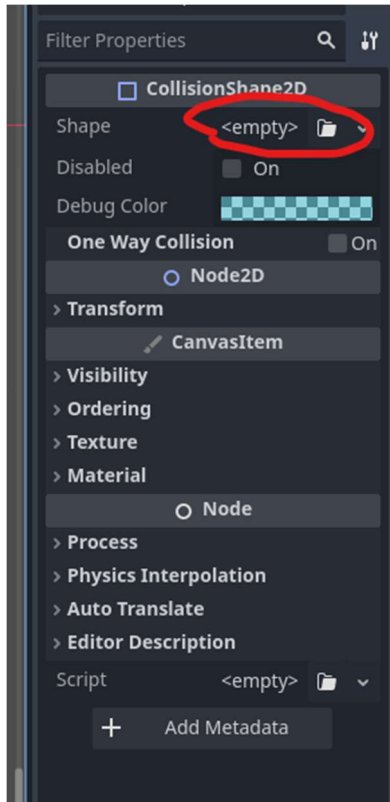 Filter Properties
CollisionShape2D
Shape <empty>
Disabled On
Debug Color
One Way Collision On
Node2D
Transform
CanvasItem
Visibility
Ordering
Texture
Material
Node
Process
Physics Interpolation
Auto Translate
Editor Description
Script <empty>
+ Add Metadata